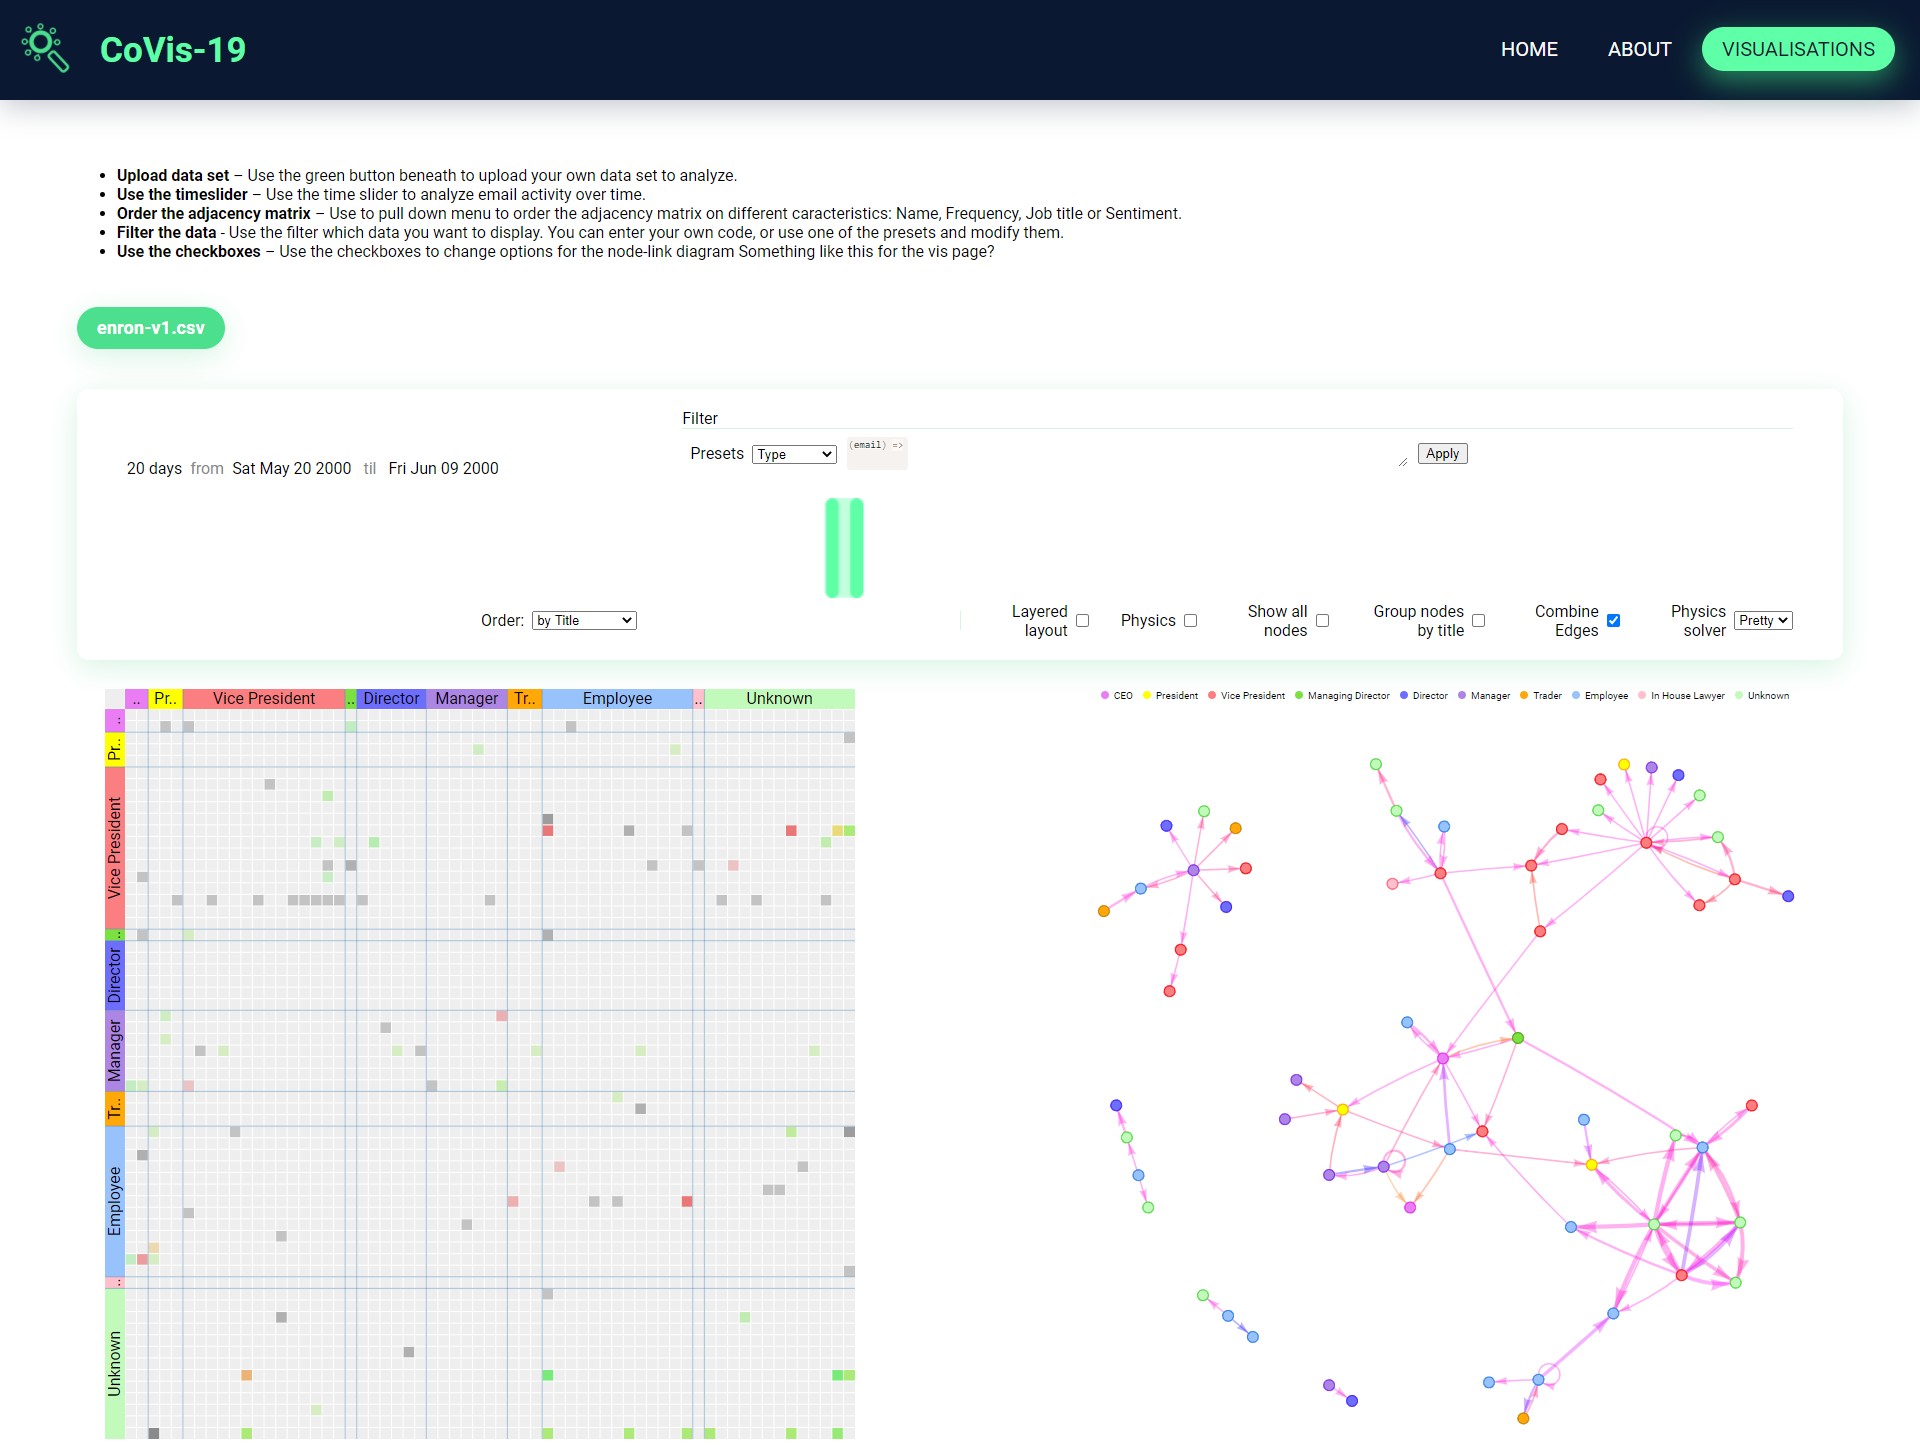 CoVis-19
HOME ABOUT VISUALISATIONS
Upload data set – Use the green button beneath to upload your own data set to analyze.
Use the timeslider – Use the time slider to analyze email activity over time.
Order the adjacency matrix – Use to pull down menu to order the adjacency matrix on different caracteristics: Name, Frequency, Job title or Sentiment.
Filter the data - Use the filter which data you want to display. You can enter your own code, or use one of the presets and modify them.
Use the checkboxes – Use the checkboxes to change options for the node-link diagram Something like this for the vis page?
enron-v1.csv
Filter
Presets Type (email) => Apply
20 days from Sat May 20 2000 til Fri Jun 09 2000
Order: by Title
Layered layout
Physics
Show all nodes
Group nodes by title
Combine Edges
Physics solver Pretty
.. Pr.. Vice President .. Director Manager Tr.. Employee .. Unknown
..
Pr..
Vice President
..
Director
Manager
Tr..
Employee
..
Unknown
CEO President Vice President Managing Director Director Manager Trader Employee In House Lawyer Unknown